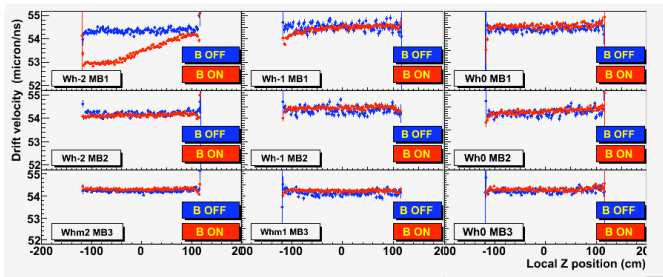 Drift velocity (micron/ns)
55
54
53
52
B OFF
B ON
Wh-2 MB1
B OFF
B ON
Wh-1 MB1
B OFF
B ON
Wh0 MB1
55
54
53
52
B OFF
B ON
Wh-2 MB2
B OFF
B ON
Wh-1 MB2
B OFF
B ON
Wh0 MB2
55
54
53
52
B OFF
B ON
Whm2 MB3
B OFF
B ON
Whm1 MB3
B OFF
B ON
Wh0 MB3
-200 -100 0 100 200 -100 0 100 200 -100 0 100
Local Z position (cm)